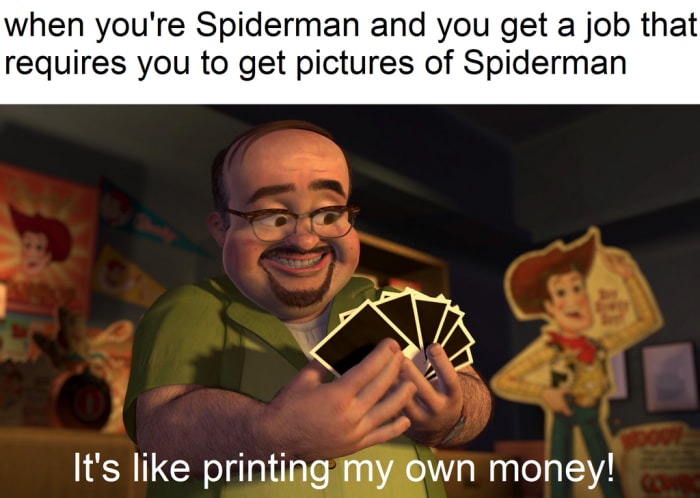 when you're Spiderman and you get a job that
requires you to get pictures of Spiderman
It's like printing my own money!